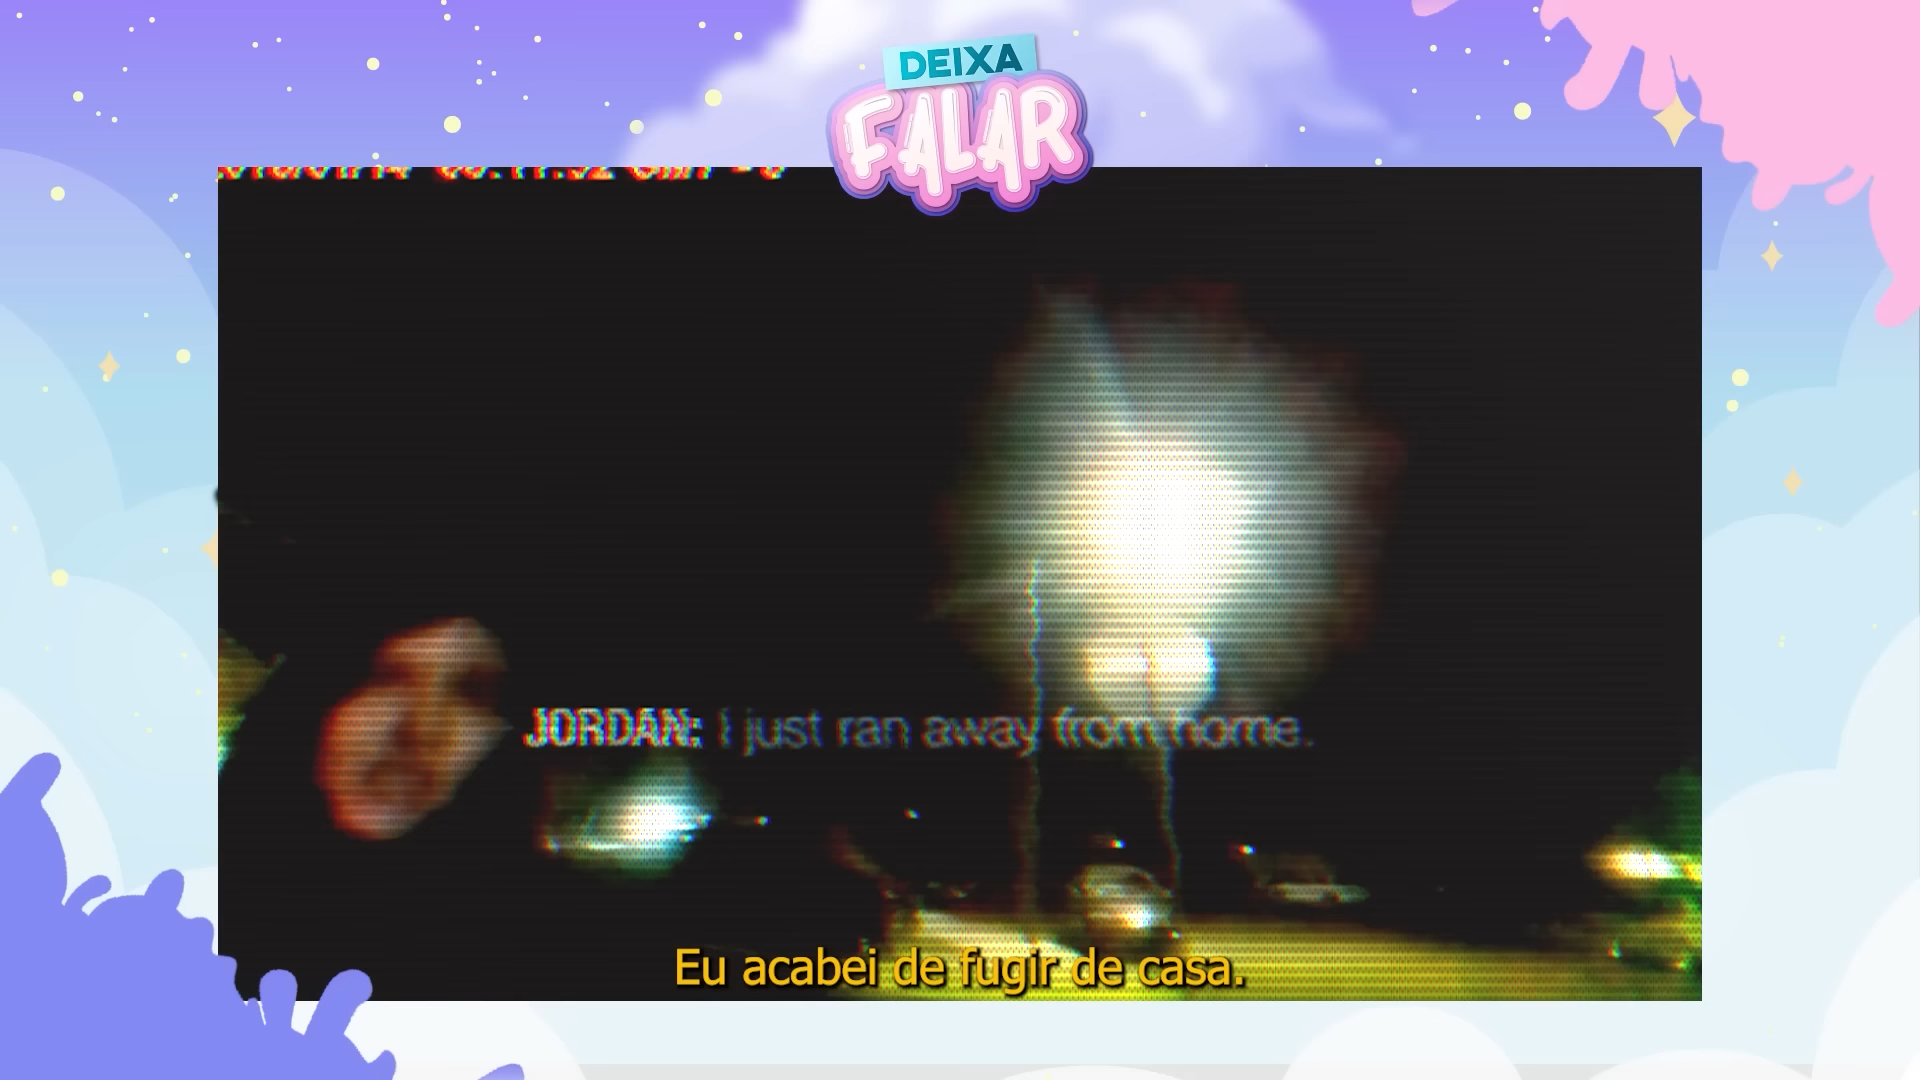 DEIXA
FALAR
JORDAN: I just ran away from home.
Eu acabei de fugir de casa.